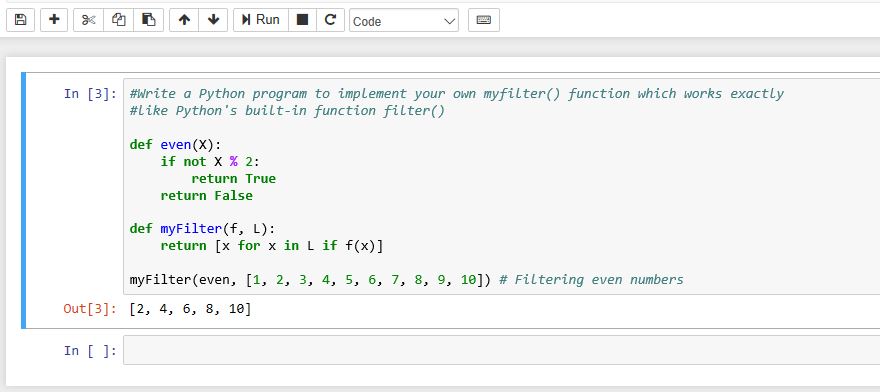 Run
Code
In [3]:
#Write a Python program to implement your own myfilter() function which works exactly
#like Python's built-in function filter()
def even(X):
    if not X % 2:
        return True
    return False
def myFilter(f, L):
    return [x for x in L if f(x)]
myFilter(even, [1, 2, 3, 4, 5, 6, 7, 8, 9, 10]) # Filtering even numbers
Out[3]: [2, 4, 6, 8, 10]
In [ ]: